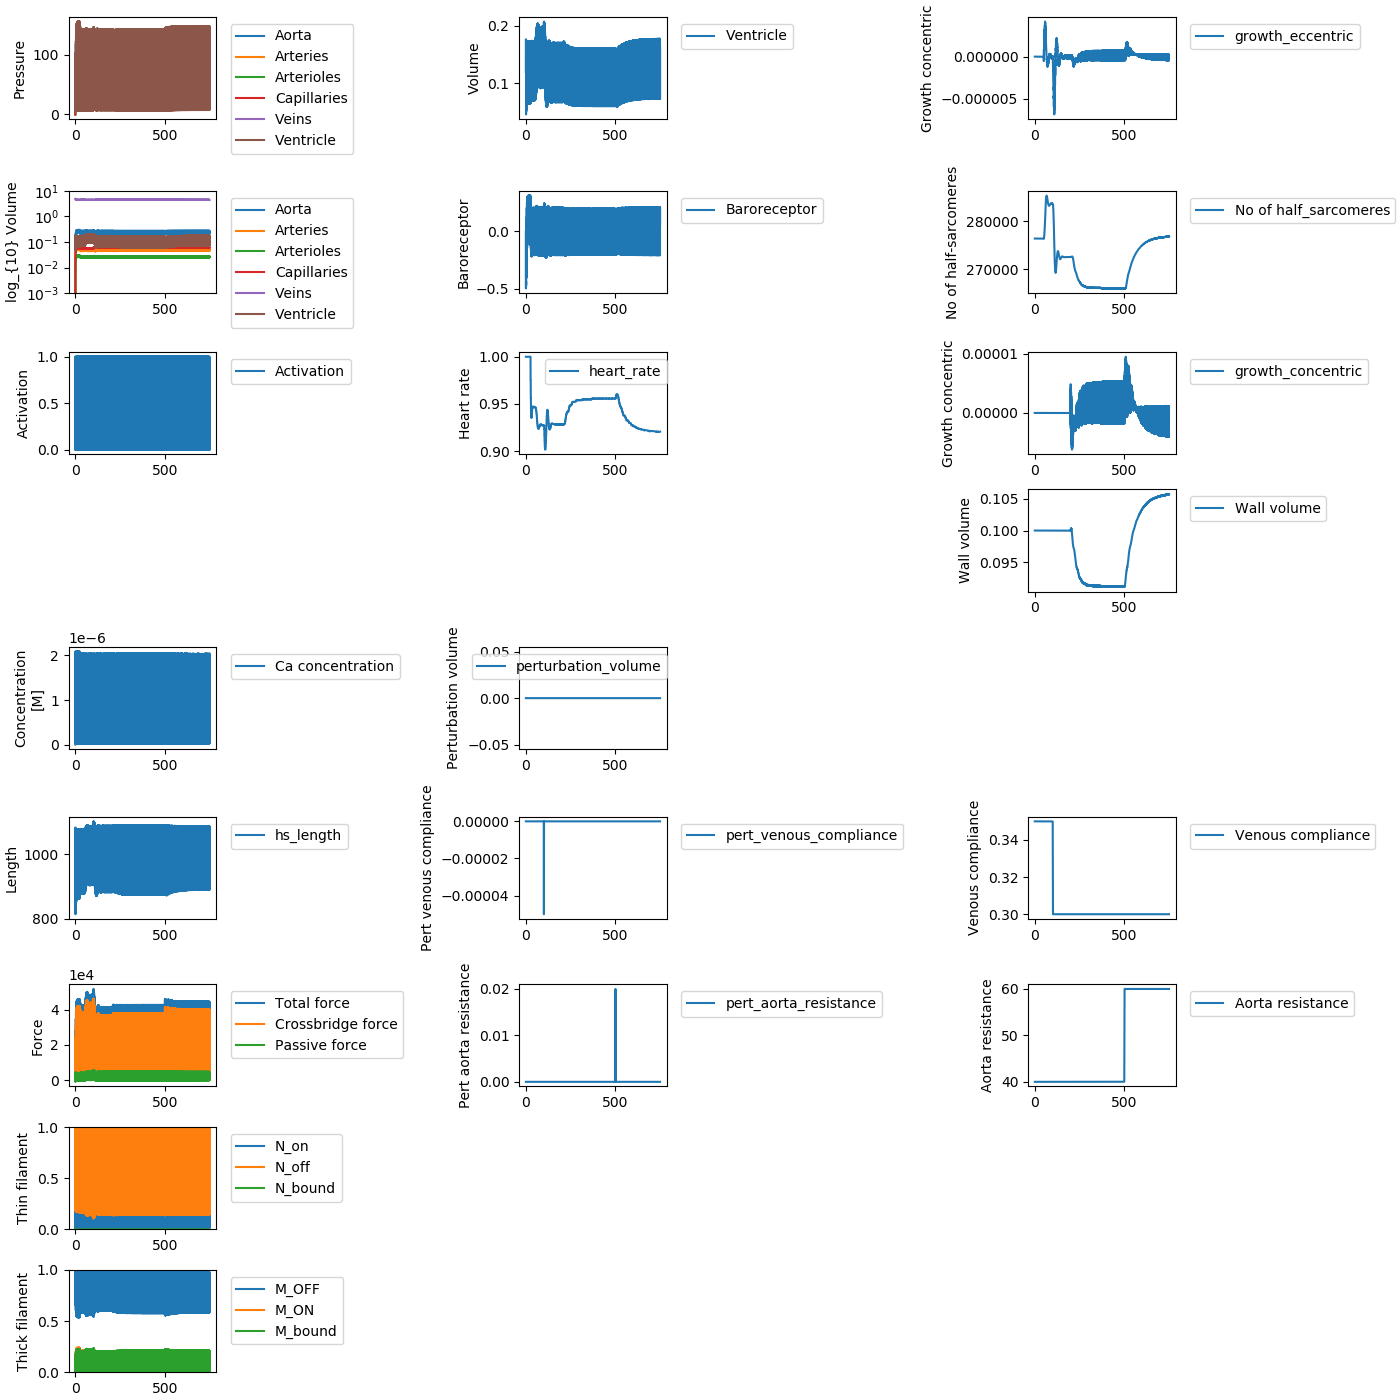 Pressure
100
0
0
500
Aorta
Arteries
Arterioles
Capillaries
Veins
Ventricle
Volume
0.2
0.1
0
500
Ventricle
Growth concentric
0.000000
−0.000005
0
500
growth_eccentric
log_{10} Volume
10¹
10⁰
10⁻¹
10⁻²
10⁻³
0
500
Aorta
Arteries
Arterioles
Capillaries
Veins
Ventricle
Baroreceptor
0.0
−0.5
0
500
Baroreceptor
No of half-sarcomeres
280000
270000
0
500
No of half_sarcomeres
Activation
1.0
0.5
0.0
0
500
Activation
Heart rate
1.00
0.95
0.90
0
500
heart_rate
Growth concentric
0.00001
0.00000
0
500
growth_concentric
Wall volume
0.105
0.100
0.095
0
500
Wall volume
1e−6
Concentration
[M]
2
1
0
0
500
Ca concentration
Perturbation volume
0.05
0.00
−0.05
0
500
perturbation_volume
Length
1000
800
0
500
hs_length
Pert venous compliance
0.00000
−0.00002
−0.00004
0
500
pert_venous_compliance
Venous compliance
0.34
0.32
0.30
0
500
Venous compliance
1e4
Force
4
2
0
0
500
Total force
Crossbridge force
Passive force
Pert aorta resistance
0.02
0.01
0.00
0
500
pert_aorta_resistance
Aorta resistance
60
50
40
0
500
Aorta resistance
Thin filament
1.0
0.5
0.0
0
500
N_on
N_off
N_bound
Thick filament
1.0
0.5
0.0
0
500
M_OFF
M_ON
M_bound